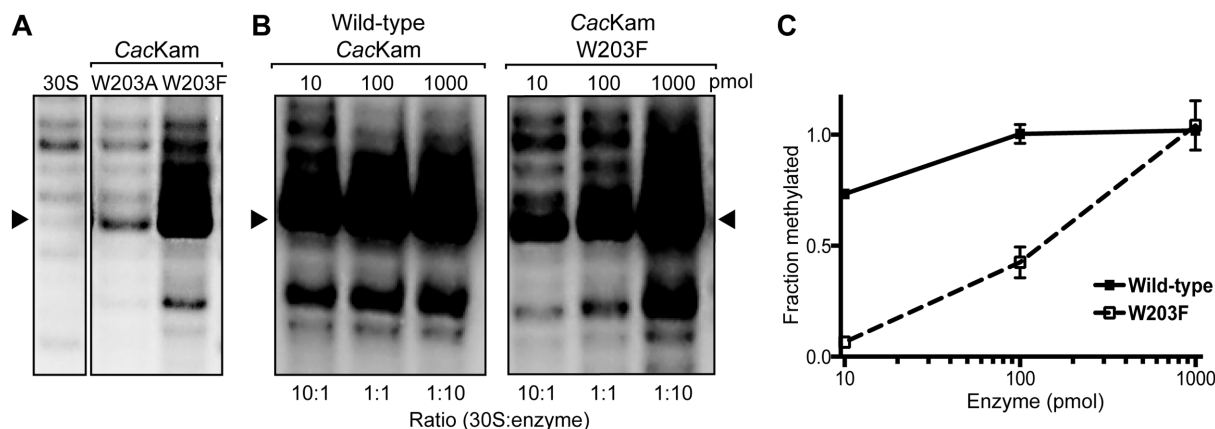 A
CacKam
30S W203A W203F
B
Wild-type
CacKam
10 100 1000 pmol
CacKam
W203F
10 100 1000
10:1 1:1 1:10 10:1 1:1 1:10
Ratio (30S:enzyme)
C
Fraction methylated
1.0
0.5
0.0
10 100 1000
Enzyme (pmol)
Wild-type
W203F